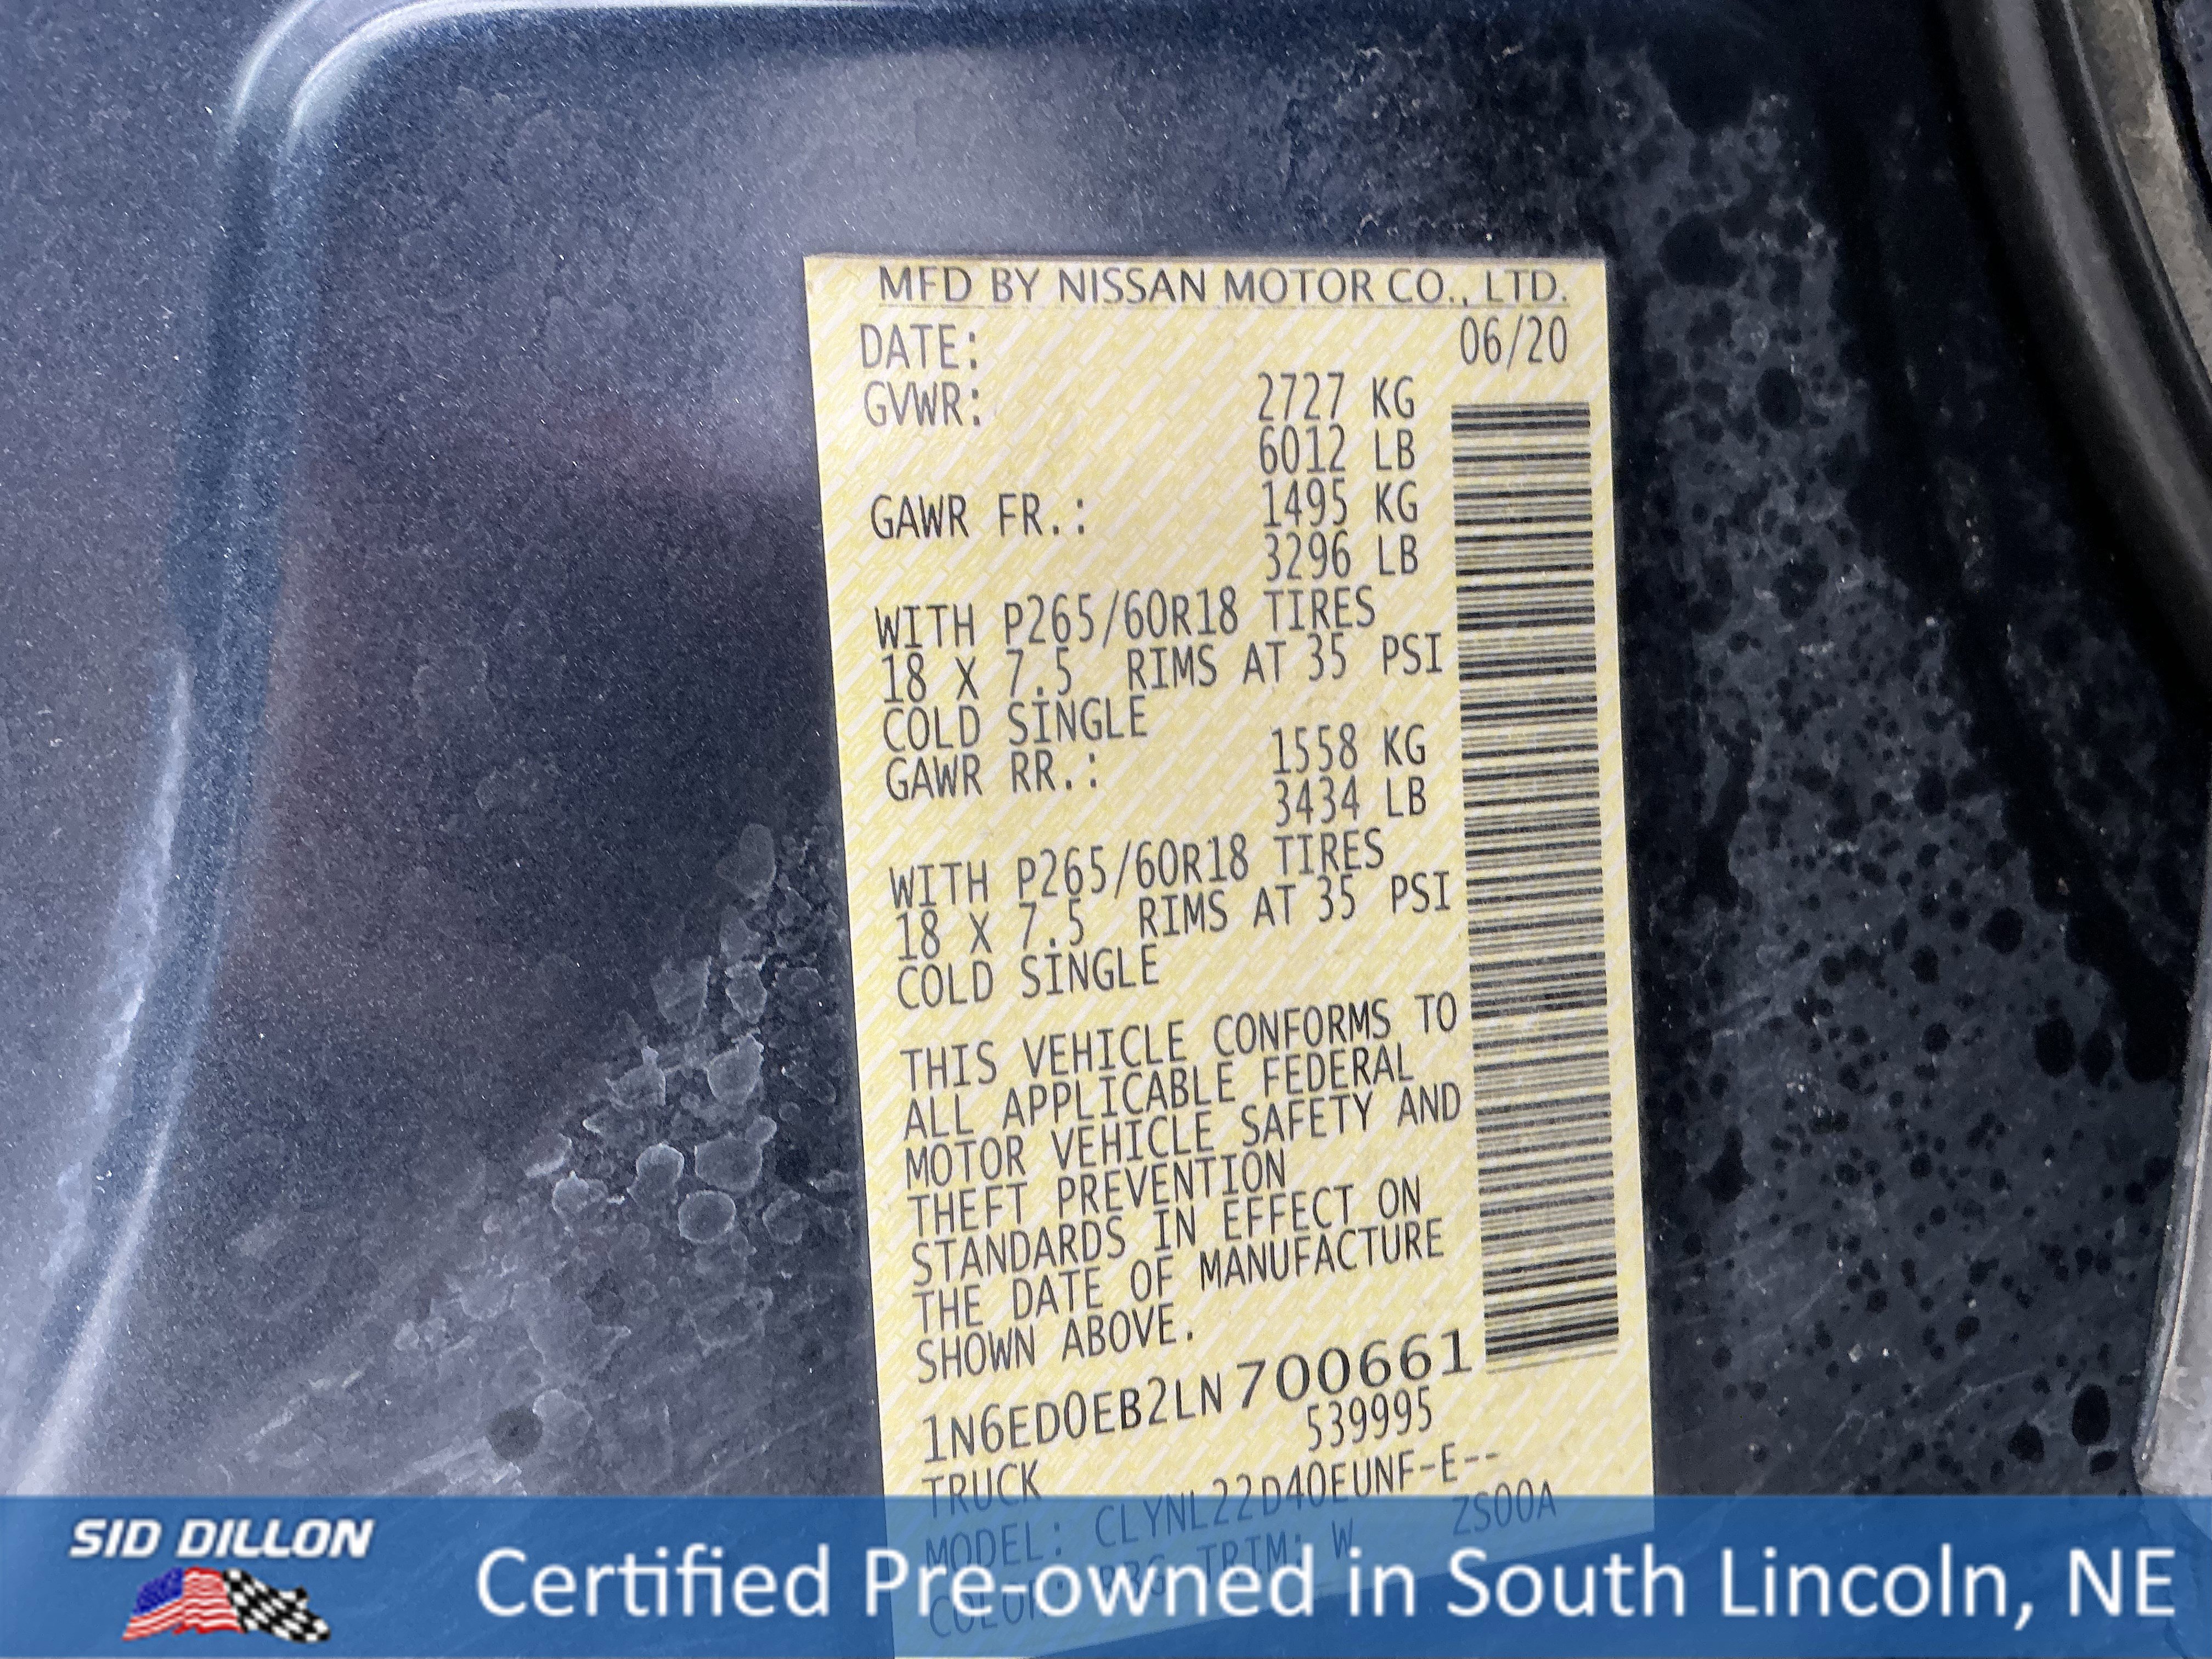 MFD BY NISSAN MOTOR CO., LTD.
DATE: 06/20
GVWR: 2727 KG
6012 LB
GAWR FR.: 1495 KG
3296 LB
WITH P265/60R18 TIRES
18 X 7.5 RIMS AT 35 PSI
COLD SINGLE
GAWR RR.: 1558 KG
3434 LB
WITH P265/60R18 TIRES
18 X 7.5 RIMS AT 35 PSI
COLD SINGLE
THIS VEHICLE CONFORMS TO
ALL APPLICABLE FEDERAL
MOTOR VEHICLE SAFETY AND
THEFT PREVENTION
STANDARDS IN EFFECT ON
THE DATE OF MANUFACTURE
SHOWN ABOVE.
1N6ED0EB2LN700661
539995
TRUCK
MODEL: CLYNL22D40EUNF-E--
COLOR: TRIM: W ZS00A
SID DILLON
Certified Pre-owned in South Lincoln, NE